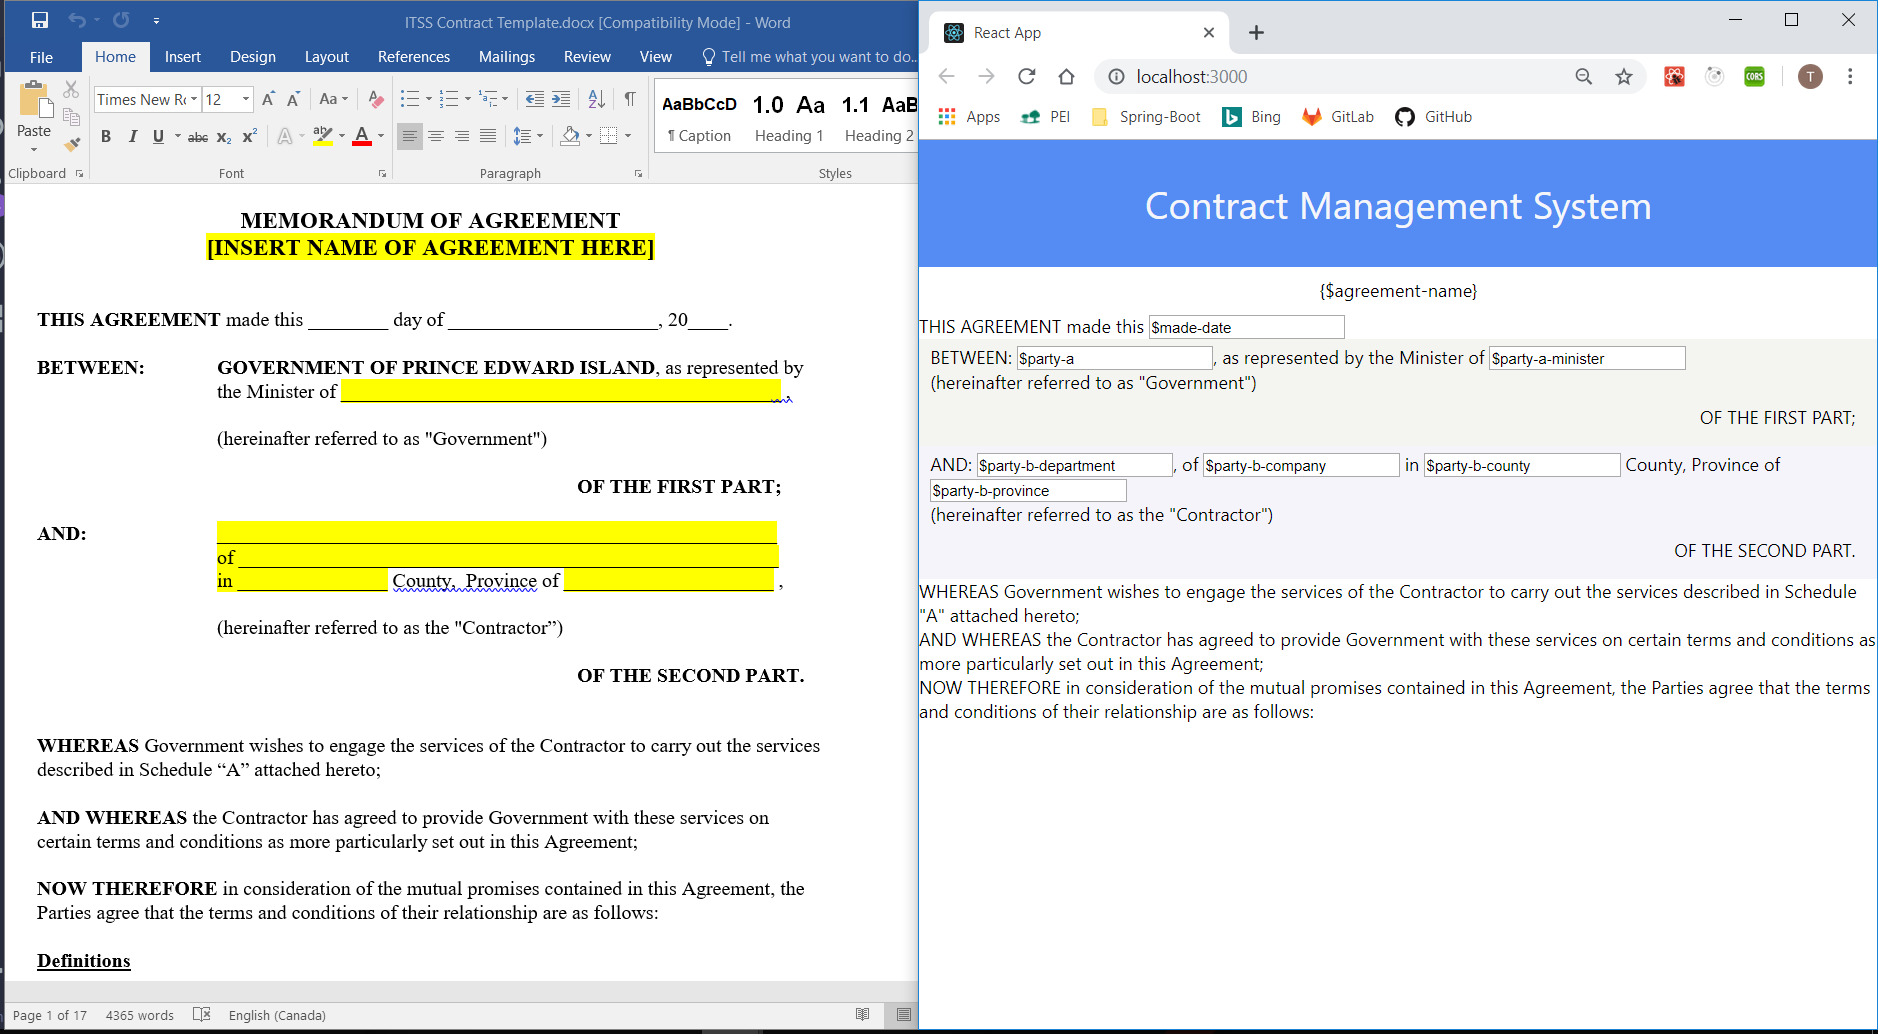 ITSS Contract Template.docx [Compatibility Mode] - Word
File Home Insert Design Layout References Mailings Review View Tell me what you want to do...
Paste
Times New Ro 12 Aa
B I U abc X₂ X² A ab A
AaBbCcD 1.0 Aa 1.1 AaB
¶ Caption Heading 1 Heading 2
Clipboard Font Paragraph Styles
MEMORANDUM OF AGREEMENT
[INSERT NAME OF AGREEMENT HERE]
THIS AGREEMENT made this ________ day of _____________________, 20____.
BETWEEN: GOVERNMENT OF PRINCE EDWARD ISLAND, as represented by
the Minister of ____________________________________________ ,
(hereinafter referred to as "Government")
OF THE FIRST PART;
AND: ________________________________________________________
of ______________________________________________________
in_______________ County, Province of _____________________ ,
(hereinafter referred to as the "Contractor”)
OF THE SECOND PART.
WHEREAS Government wishes to engage the services of the Contractor to carry out the services
described in Schedule “A” attached hereto;
AND WHEREAS the Contractor has agreed to provide Government with these services on
certain terms and conditions as more particularly set out in this Agreement;
NOW THEREFORE in consideration of the mutual promises contained in this Agreement, the
Parties agree that the terms and conditions of their relationship are as follows:
Definitions
Page 1 of 17 4365 words English (Canada)
React App
localhost:3000
CORS T
Apps PEI Spring-Boot Bing GitLab GitHub
Contract Management System
{$agreement-name}
THIS AGREEMENT made this $made-date
BETWEEN: $party-a , as represented by the Minister of $party-a-minister
(hereinafter referred to as "Government")
OF THE FIRST PART;
AND: $party-b-department , of $party-b-company in $party-b-county County, Province of
$party-b-province
(hereinafter referred to as the "Contractor")
OF THE SECOND PART.
WHEREAS Government wishes to engage the services of the Contractor to carry out the services described in Schedule
"A" attached hereto;
AND WHEREAS the Contractor has agreed to provide Government with these services on certain terms and conditions as
more particularly set out in this Agreement;
NOW THEREFORE in consideration of the mutual promises contained in this Agreement, the Parties agree that the terms
and conditions of their relationship are as follows: